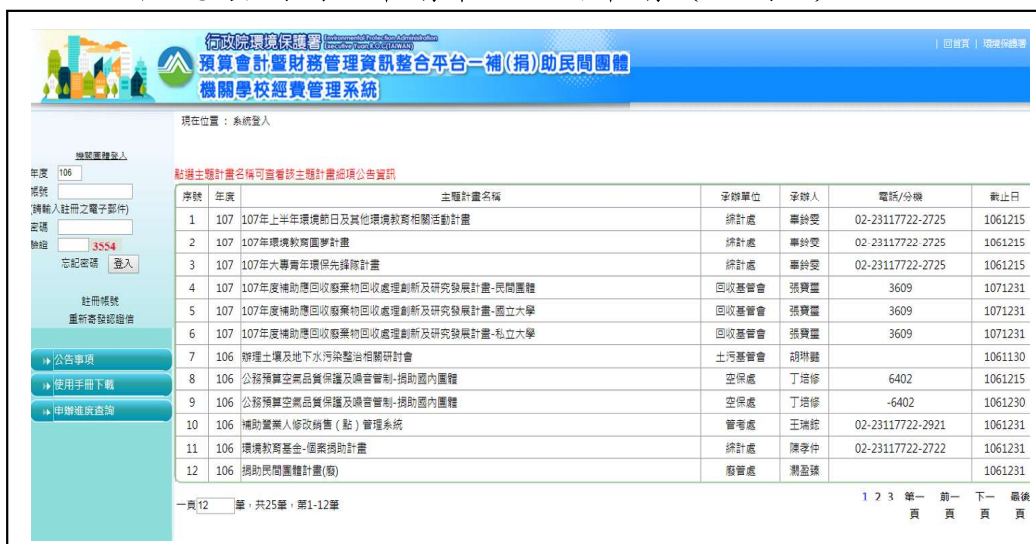 行政院環境保護署 Environmental Protection Administration
Executive Yuan R.O.C(TAIWAN)
預算會計暨財務管理資訊整合平台一補(捐)助民間團體
機關學校經費管理系統
| 回首頁 | 環境保護署
現在位置 : 系統登入
機關團體登入
年度 106
帳號
(請輸入註冊之電子郵件)
密碼
驗證 3554
忘記密碼 登入
註冊帳號
重新寄發認證信
公告事項
使用手冊下載
申辦進度查詢
點選主題計畫名稱可查看該主題計畫細項公告資訊
序號 年度 主題計畫名稱 承辦單位 承辦人 電話/分機 截止日
1 107 107年上半年環境節日及其他環境教育相關活動計畫 綜計處 辜鈴雯 02-23117722-2725 1061215
2 107 107年環境教育圓夢計畫 綜計處 辜鈴雯 02-23117722-2725 1061215
3 107 107年大專青年環保先鋒隊計畫 綜計處 辜鈴雯 02-23117722-2725 1061215
4 107 107年度補助應回收廢棄物回收處理創新及研究發展計畫-民間團體 回收基管會 張寶璽 3609 1071231
5 107 107年度補助應回收廢棄物回收處理創新及研究發展計畫-國立大學 回收基管會 張寶璽 3609 1071231
6 107 107年度補助應回收廢棄物回收處理創新及研究發展計畫-私立大學 回收基管會 張寶璽 3609 1071231
7 106 辦理土壤及地下水污染整治相關研討會 土污基管會 胡琳 1061130
8 106 公務預算空氣品質保護及噪音管制-捐助國內團體 空保處 丁培修 6402 1061215
9 106 公務預算空氣品質保護及噪音管制-捐助國內團體 空保處 丁培修 -6402 1061230
10 106 補助營業人修改銷售(點)管理系統 管考處 王瑞鋐 02-23117722-2921 1061231
11 106 環境教育基金-個案捐助計畫 綜計處 陳孝仲 02-23117722-2722 1061231
12 106 捐助民間團體計畫(廢) 廢管處 潮盈臻 1061231
一頁 12 筆,共25筆,第1-12筆
1 2 3 第一頁 前一頁 下一頁 最後頁